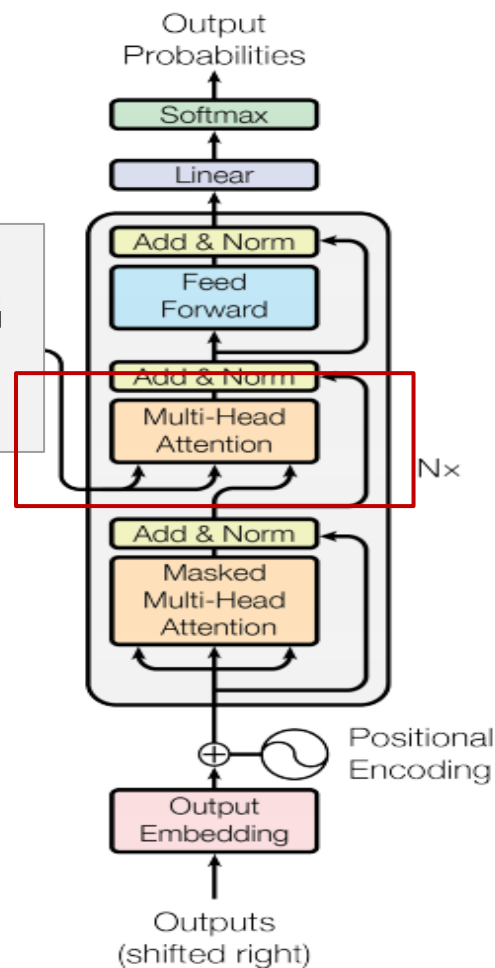 Output
Probabilities
Softmax
Linear
Add & Norm
Feed
Forward
Add & Norm
Multi-Head
Attention
N×
Add & Norm
Masked
Multi-Head
Attention
Positional
Encoding
Output
Embedding
Outputs
(shifted right)